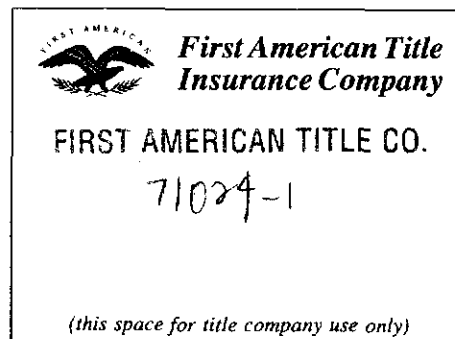 FIRST AMERICAN
First American Title
Insurance Company
FIRST AMERICAN TITLE CO.
71024-1
(this space for title company use only)